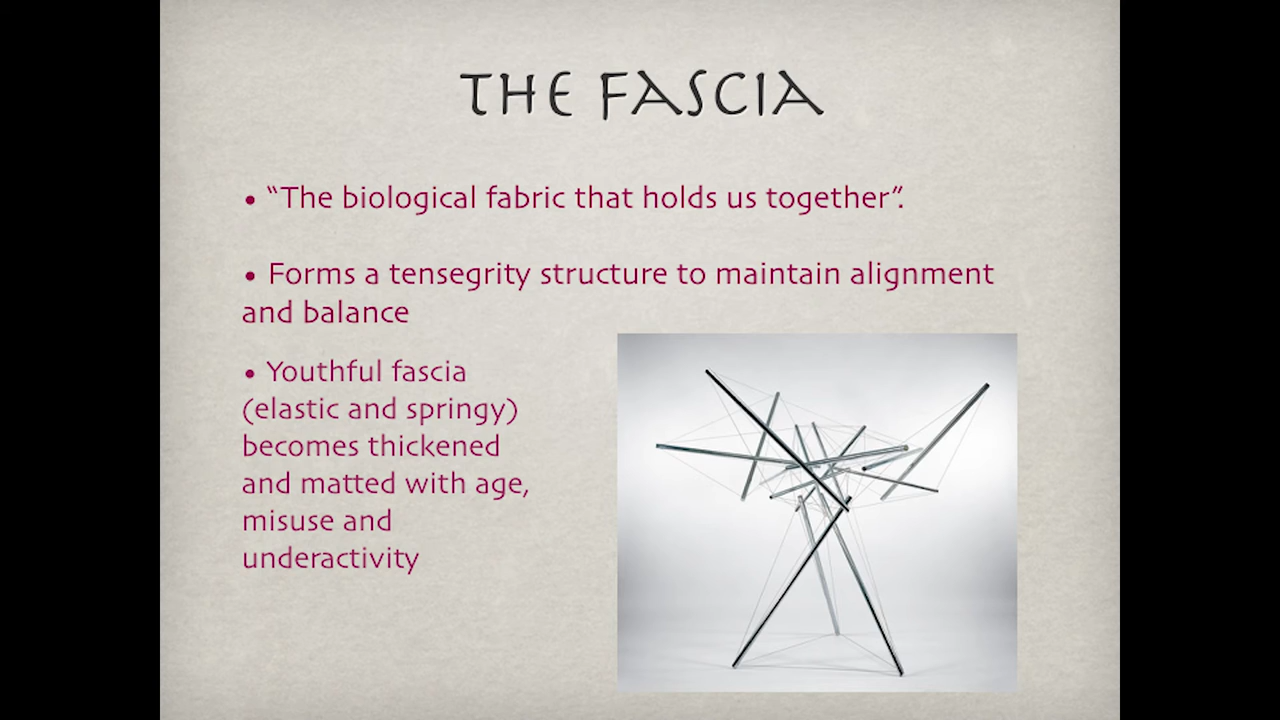 THE FASCIA
• “The biological fabric that holds us together”.
• Forms a tensegrity structure to maintain alignment
and balance
• Youthful fascia
(elastic and springy)
becomes thickened
and matted with age,
misuse and
underactivity